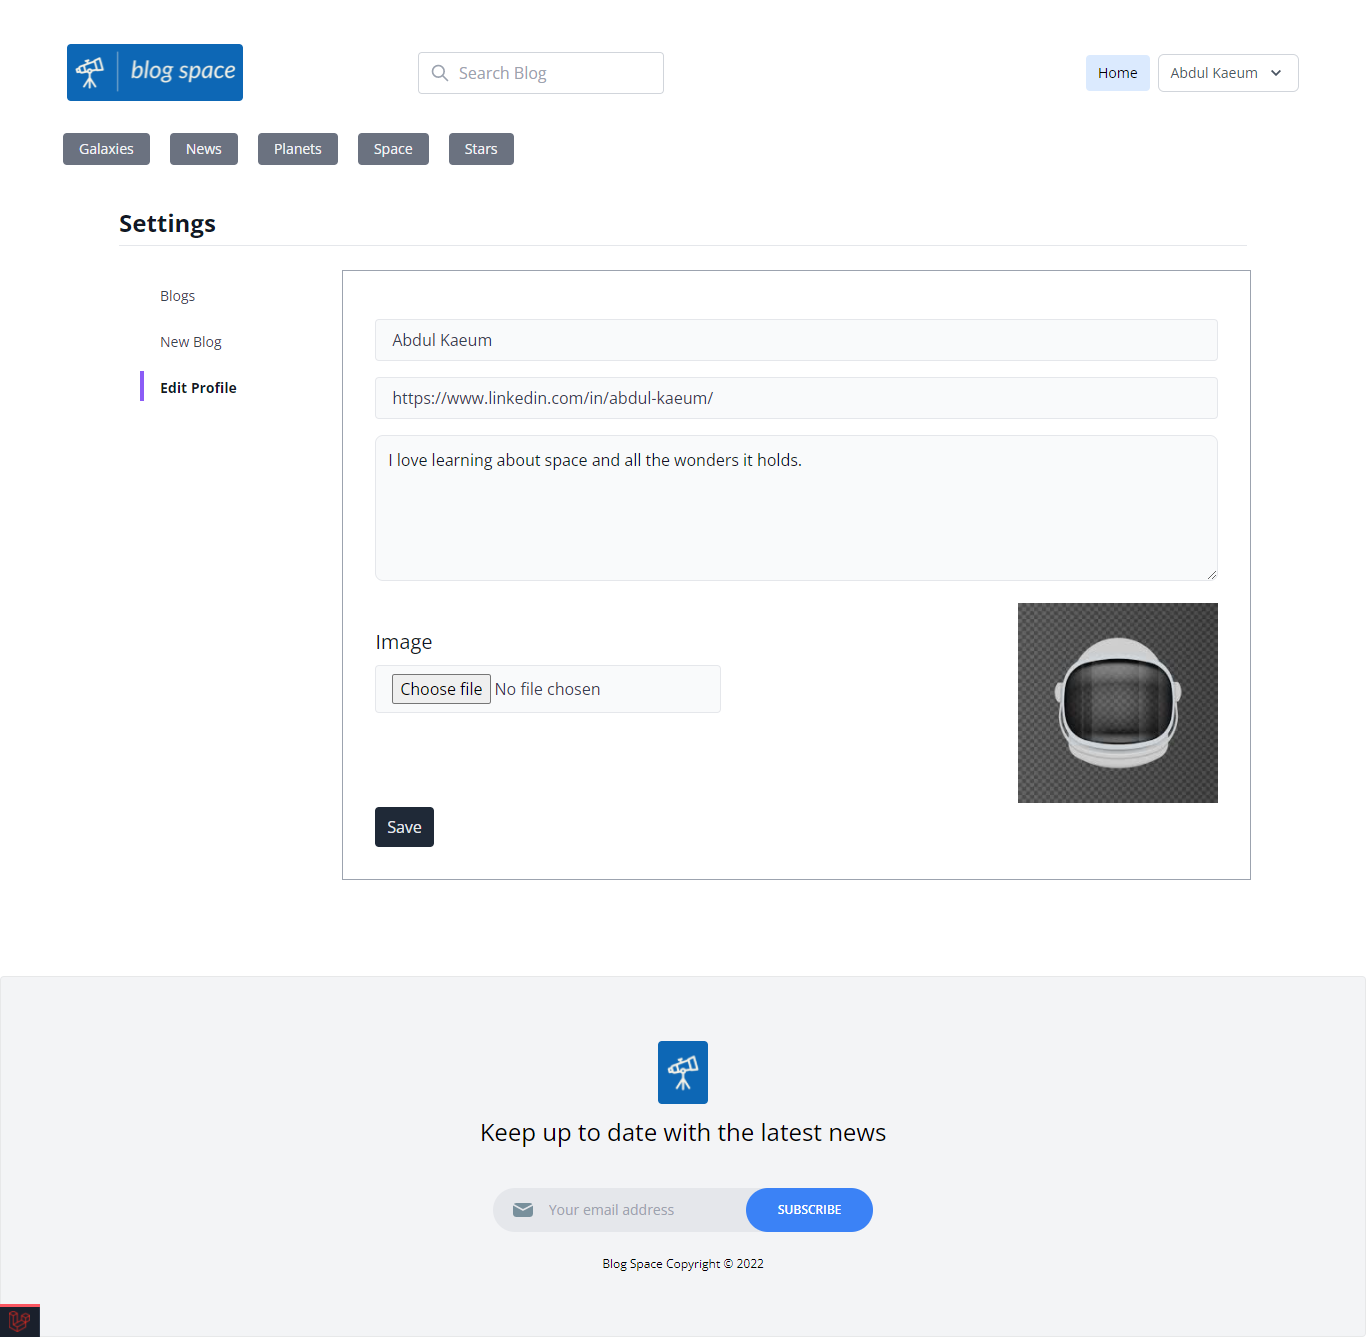 blog space
Search Blog
Home
Abdul Kaeum
Galaxies
News
Planets
Space
Stars
Settings
Blogs
New Blog
Edit Profile
Abdul Kaeum
https://www.linkedin.com/in/abdul-kaeum/
I love learning about space and all the wonders it holds.
Image
Choose file No file chosen
Save
Keep up to date with the latest news
Your email address
SUBSCRIBE
Blog Space Copyright © 2022